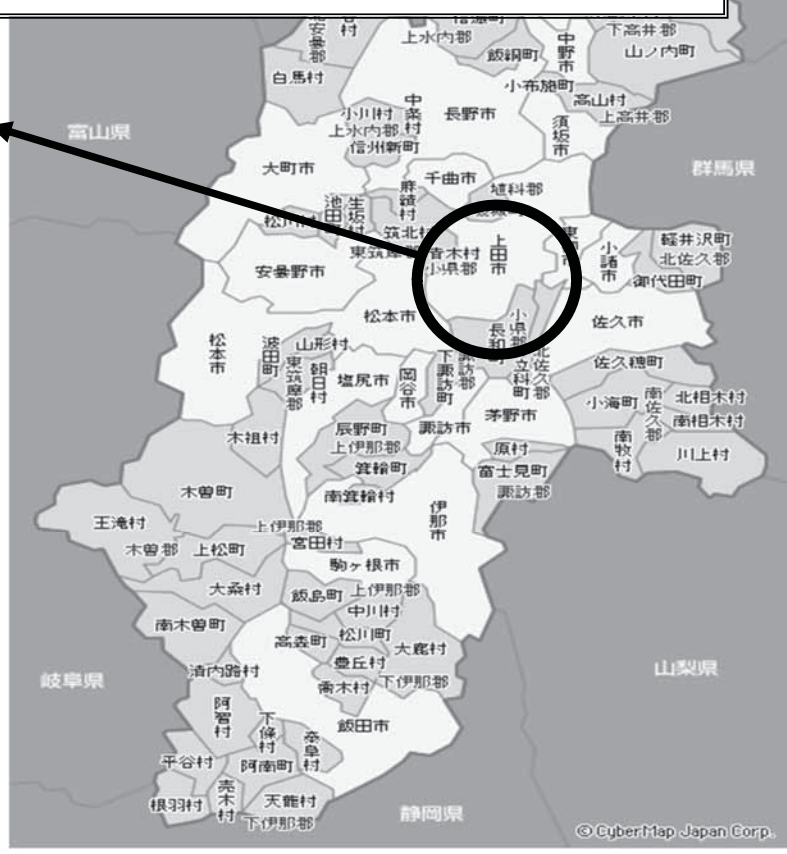 上水内郡
飯綱町
中野市
下高井郡
山ノ内町
白馬村
小布施町
高山村
上高井郡
小川村
上水内郡
信州新町
中条村
長野市
須坂市
富山県
群馬県
大町市
千曲市
埴科郡
麻績村
池田町
生坂村
筑北村
東筑摩郡
青木村
小県郡
上田市
小諸市
軽井沢町
北佐久郡
御代田町
安曇野市
松本市
佐久市
松本市
波田町
山形村
東筑摩郡
朝日村
塩尻市
岡谷市
下諏訪町
諏訪郡
小県郡
長和町
立科町
北佐久郡
佐久穂町
茅野市
小海町
南佐久郡
北相木村
南相木村
木祖村
辰野町
上伊那郡
諏訪市
原村
南牧村
川上村
箕輪町
富士見町
諏訪郡
木曽町
南箕輪村
伊那市
王滝村
木曽郡
上松町
上伊那郡
宮田村
駒ヶ根市
大桑村
飯島町
上伊那郡
中川村
南木曽町
高森町
松川町
大鹿村
豊丘村
清内路村
喬木村
下伊那郡
岐阜県
山梨県
阿智村
下條村
泰阜村
飯田市
平谷村
阿南町
根羽村
売木村
天龍村
下伊那郡
静岡県
© CyberMap Japan Corp.